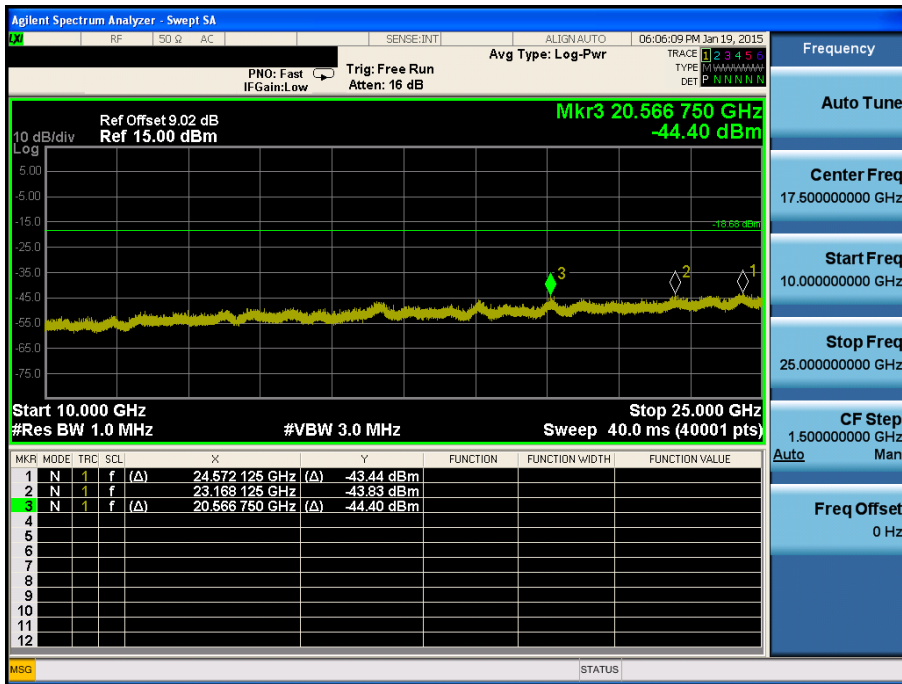 Agilent Spectrum Analyzer - Swept SA
LXI RF 50 Ω AC SENSE:INT ALIGN AUTO 06:06:09 PM Jan 19, 2015
Frequency
Avg Type: Log-Pwr
TRACE 1 2 3 4 5 6
PNO: Fast Trig: Free Run
TYPE M WWWWW
IFGain:Low Atten: 16 dB
DET P N N N N N
Auto Tune
Mkr3 20.566 750 GHz
-44.40 dBm
Ref Offset 9.02 dB
10 dB/div Ref 15.00 dBm
Log
5.00
-5.00
-15.0
-18.68 dBm
-25.0
-35.0
-45.0
-55.0
-65.0
-75.0
3
2
1
Center Freq
17.500000000 GHz
Start Freq
10.000000000 GHz
Stop Freq
25.000000000 GHz
Start 10.000 GHz Stop 25.000 GHz
#Res BW 1.0 MHz #VBW 3.0 MHz Sweep 40.0 ms (40001 pts)
CF Step
1.500000000 GHz
Auto Man
Freq Offset
0 Hz
MKR MODE TRC SCL X Y FUNCTION FUNCTION WIDTH FUNCTION VALUE
1 N 1 f (Δ) 24.572 125 GHz (Δ) -43.44 dBm
2 N 1 f 23.168 125 GHz -43.83 dBm
3 N 1 f (Δ) 20.566 750 GHz (Δ) -44.40 dBm
4
5
6
7
8
9
10
11
12
MSG STATUS